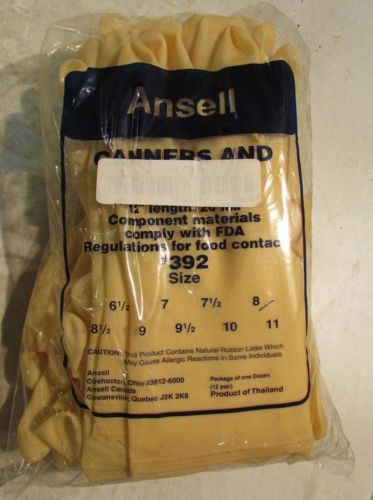 Ansell
CANNERS AND
12" length, 20 mil
Component materials
comply with FDA
Regulations for food contact
#392
Size
6½ 7 7½ 8
8½ 9 9½ 10 11
CAUTION: This Product Contains Natural Rubber Latex Which
May Cause Allergic Reactions In Some Individuals
Ansell
Coshocton, Ohio 43812-6000
Ansell Canada
Cowansville, Quebec J2K 2K8
Package of one Dozen
(12 pair)
Product of Thailand